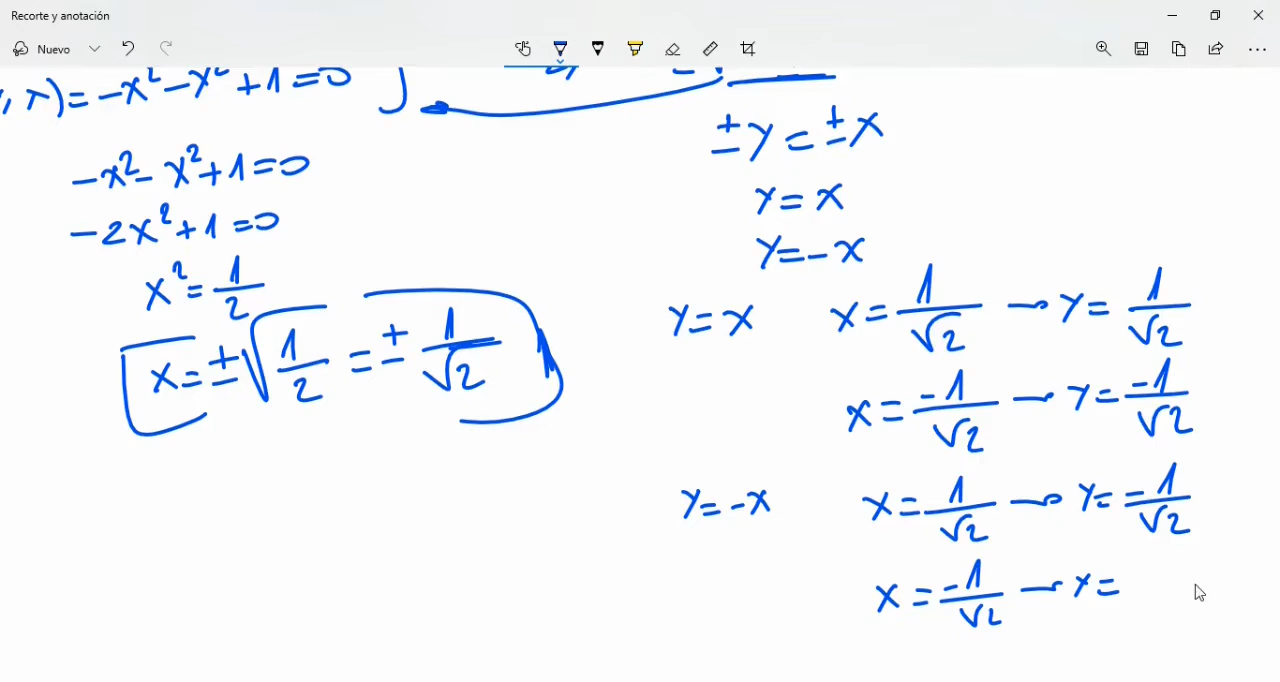 Recorte y anotación
Nuevo
, λ) = -x² - x² + 1 = 0
-x² - x² + 1 = 0
-2x² + 1 = 0
x² = 1/2
x = ±√(1/2) = ± 1/√2
±y = ±x
y = x
y = -x
y = x   x = 1/√2 → y = 1/√2
x = -1/√2 → y = -1/√2
y = -x   x = 1/√2 → y = -1/√2
x = -1/√2 → y =